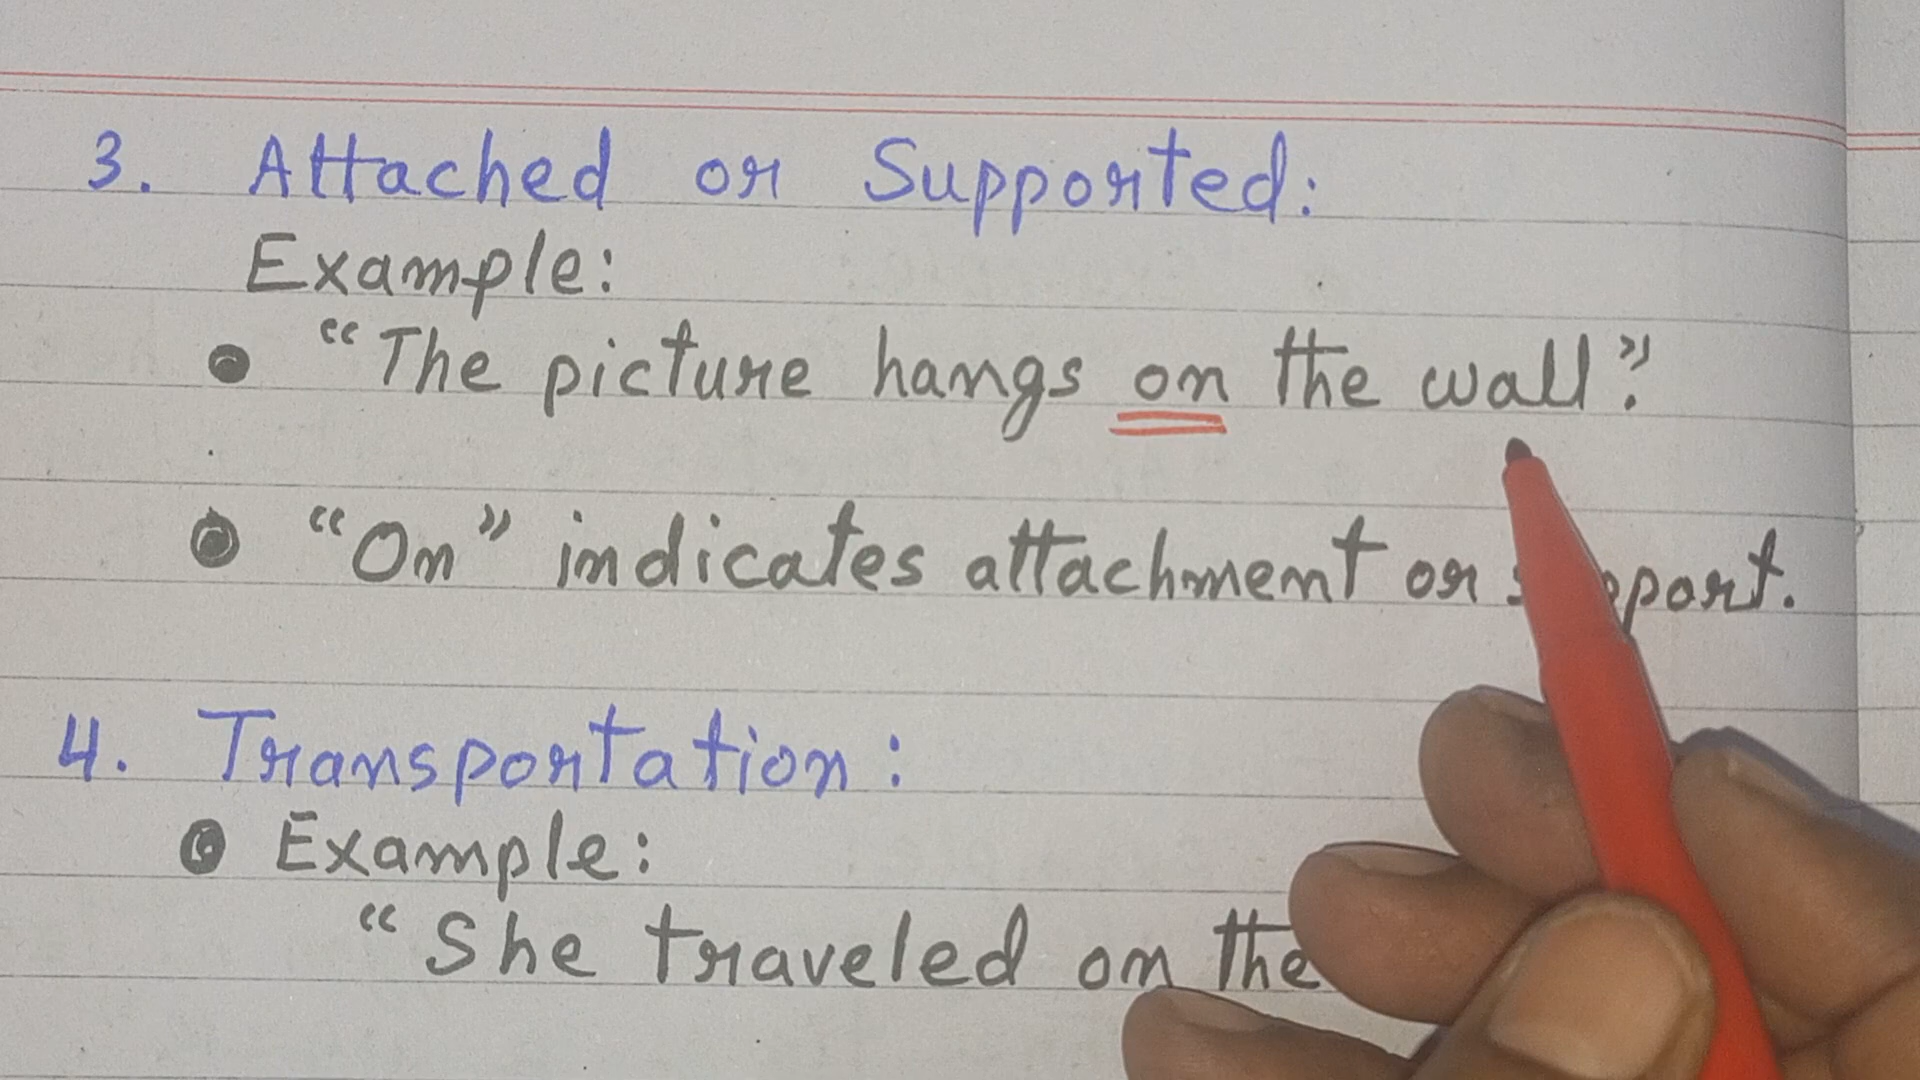 3. Attached or Supported:
Example:
● “The picture hangs on the wall”.
● “On” indicates attachment or
4. Transportation:
● Example:
“She traveled on the